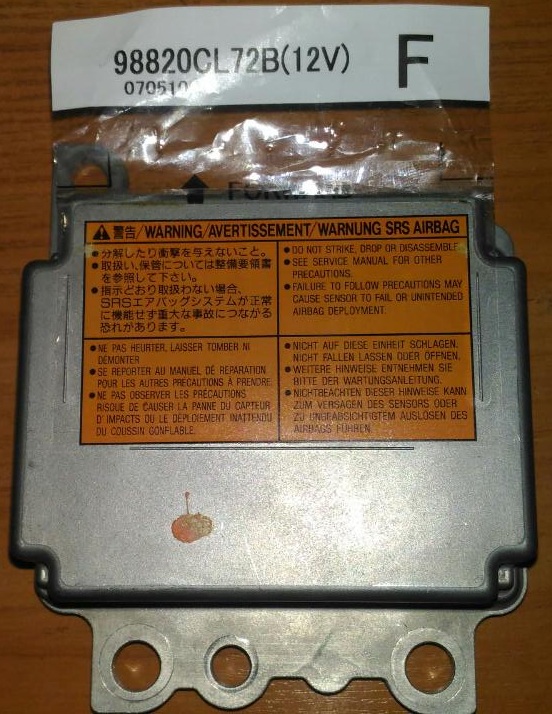 98820CL72B(12V)
F
070510
警告/WARNING/AVERTISSEMENT/WARNUNG SRS AIRBAG
● 分解したり衝撃を与えないこと。
● 取扱い、保管については整備要領書
を参照して下さい。
● 指示どおり取扱わない場合、
SRSエアバッグシステムが正常
に機能せず重大な事故につながる
恐れがあります。
● DO NOT STRIKE, DROP OR DISASSEMBLE.
● SEE SERVICE MANUAL FOR OTHER
PRECAUTIONS.
● FAILURE TO FOLLOW PRECAUTIONS MAY
CAUSE SENSOR TO FAIL OR UNINTENDED
AIRBAG DEPLOYMENT.
● NE PAS HEURTER, LAISSER TOMBER NI
DEMONTER
● SE REPORTER AU MANUEL DE REPARATION
POUR LES AUTRES PRECAUTIONS A PRENDRE.
● NE PAS OBSERVER LES PRÉCAUTIONS
RISQUE DE CAUSER LA PANNE DU CAPTEUR
D'IMPACTS OU LE DÉPLOIEMENT INATTENDU
DU COUSSIN GONFLABLE.
● NICHT AUF DIESE EINHEIT SCHLAGEN.
NICHT FALLEN LASSEN ODER ÖFFNEN.
● WEITERE HINWEISE ENTNEHMEN SIE
BITTE DER WARTUNGSANLEITUNG.
● NICHTBEACHTEN DIESER HINWEISE KANN
ZUM VERSAGEN DES SENSORS ODER
ZU UNBEABSICHTIGTEM AUSLÖSEN DES
AIRBAGS FÜHREN.